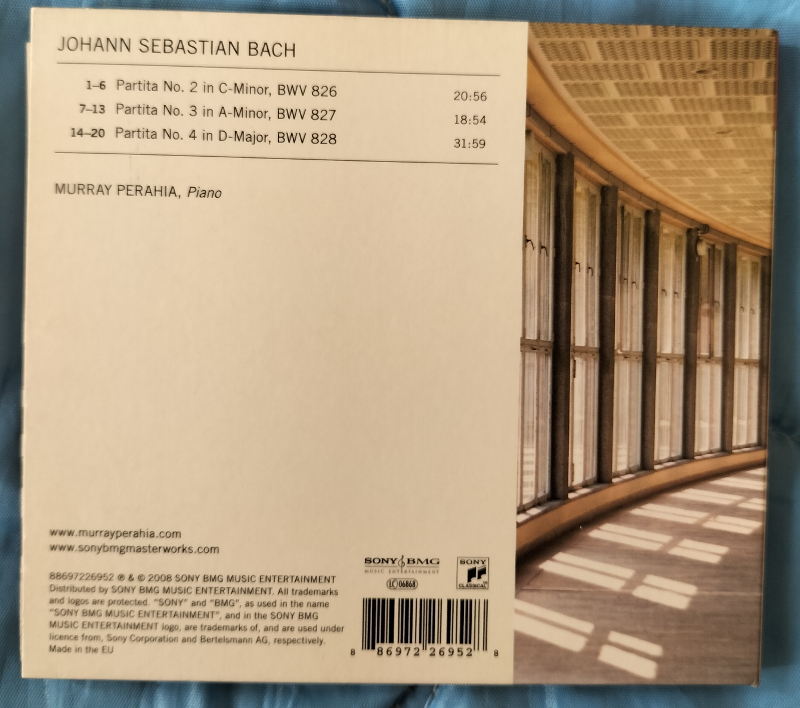 JOHANN SEBASTIAN BACH
1–6 Partita No. 2 in C-Minor, BWV 826 20:56
7–13 Partita No. 3 in A-Minor, BWV 827 18:54
14–20 Partita No. 4 in D-Major, BWV 828 31:59
MURRAY PERAHIA, Piano
www.murrayperahia.com
www.sonybmgmasterworks.com
88697226952 ℗ & © 2008 SONY BMG MUSIC ENTERTAINMENT
Distributed by SONY BMG MUSIC ENTERTAINMENT. All trademarks
and logos are protected. "SONY" and "BMG", as used in the name
"SONY BMG MUSIC ENTERTAINMENT", and in the SONY BMG
MUSIC ENTERTAINMENT logo, are trademarks of, and are used under
licence from, Sony Corporation and Bertelsmann AG, respectively.
Made in the EU
SONY BMG
MUSIC ENTERTAINMENT
LC 06868
SONY
CLASSICAL
8 86972 26952 8